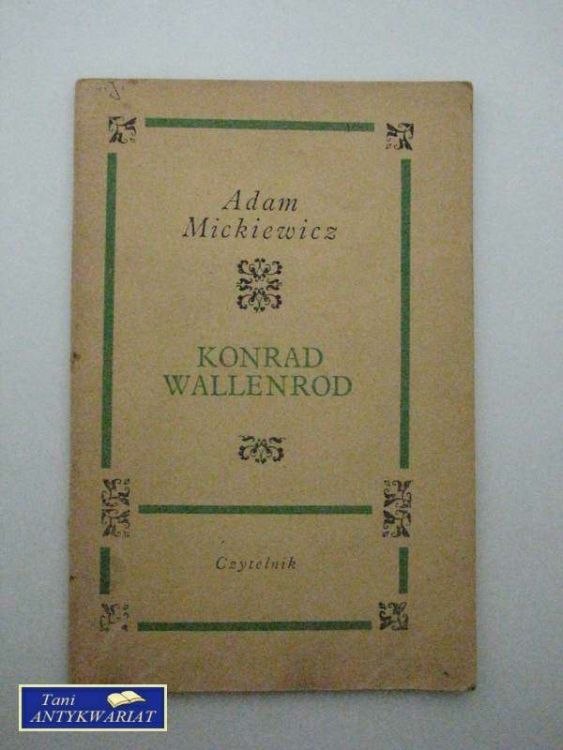 Adam
Mickiewicz
KONRAD
WALLENROD
Czytelnik
Tani
ANTYKWARIAT